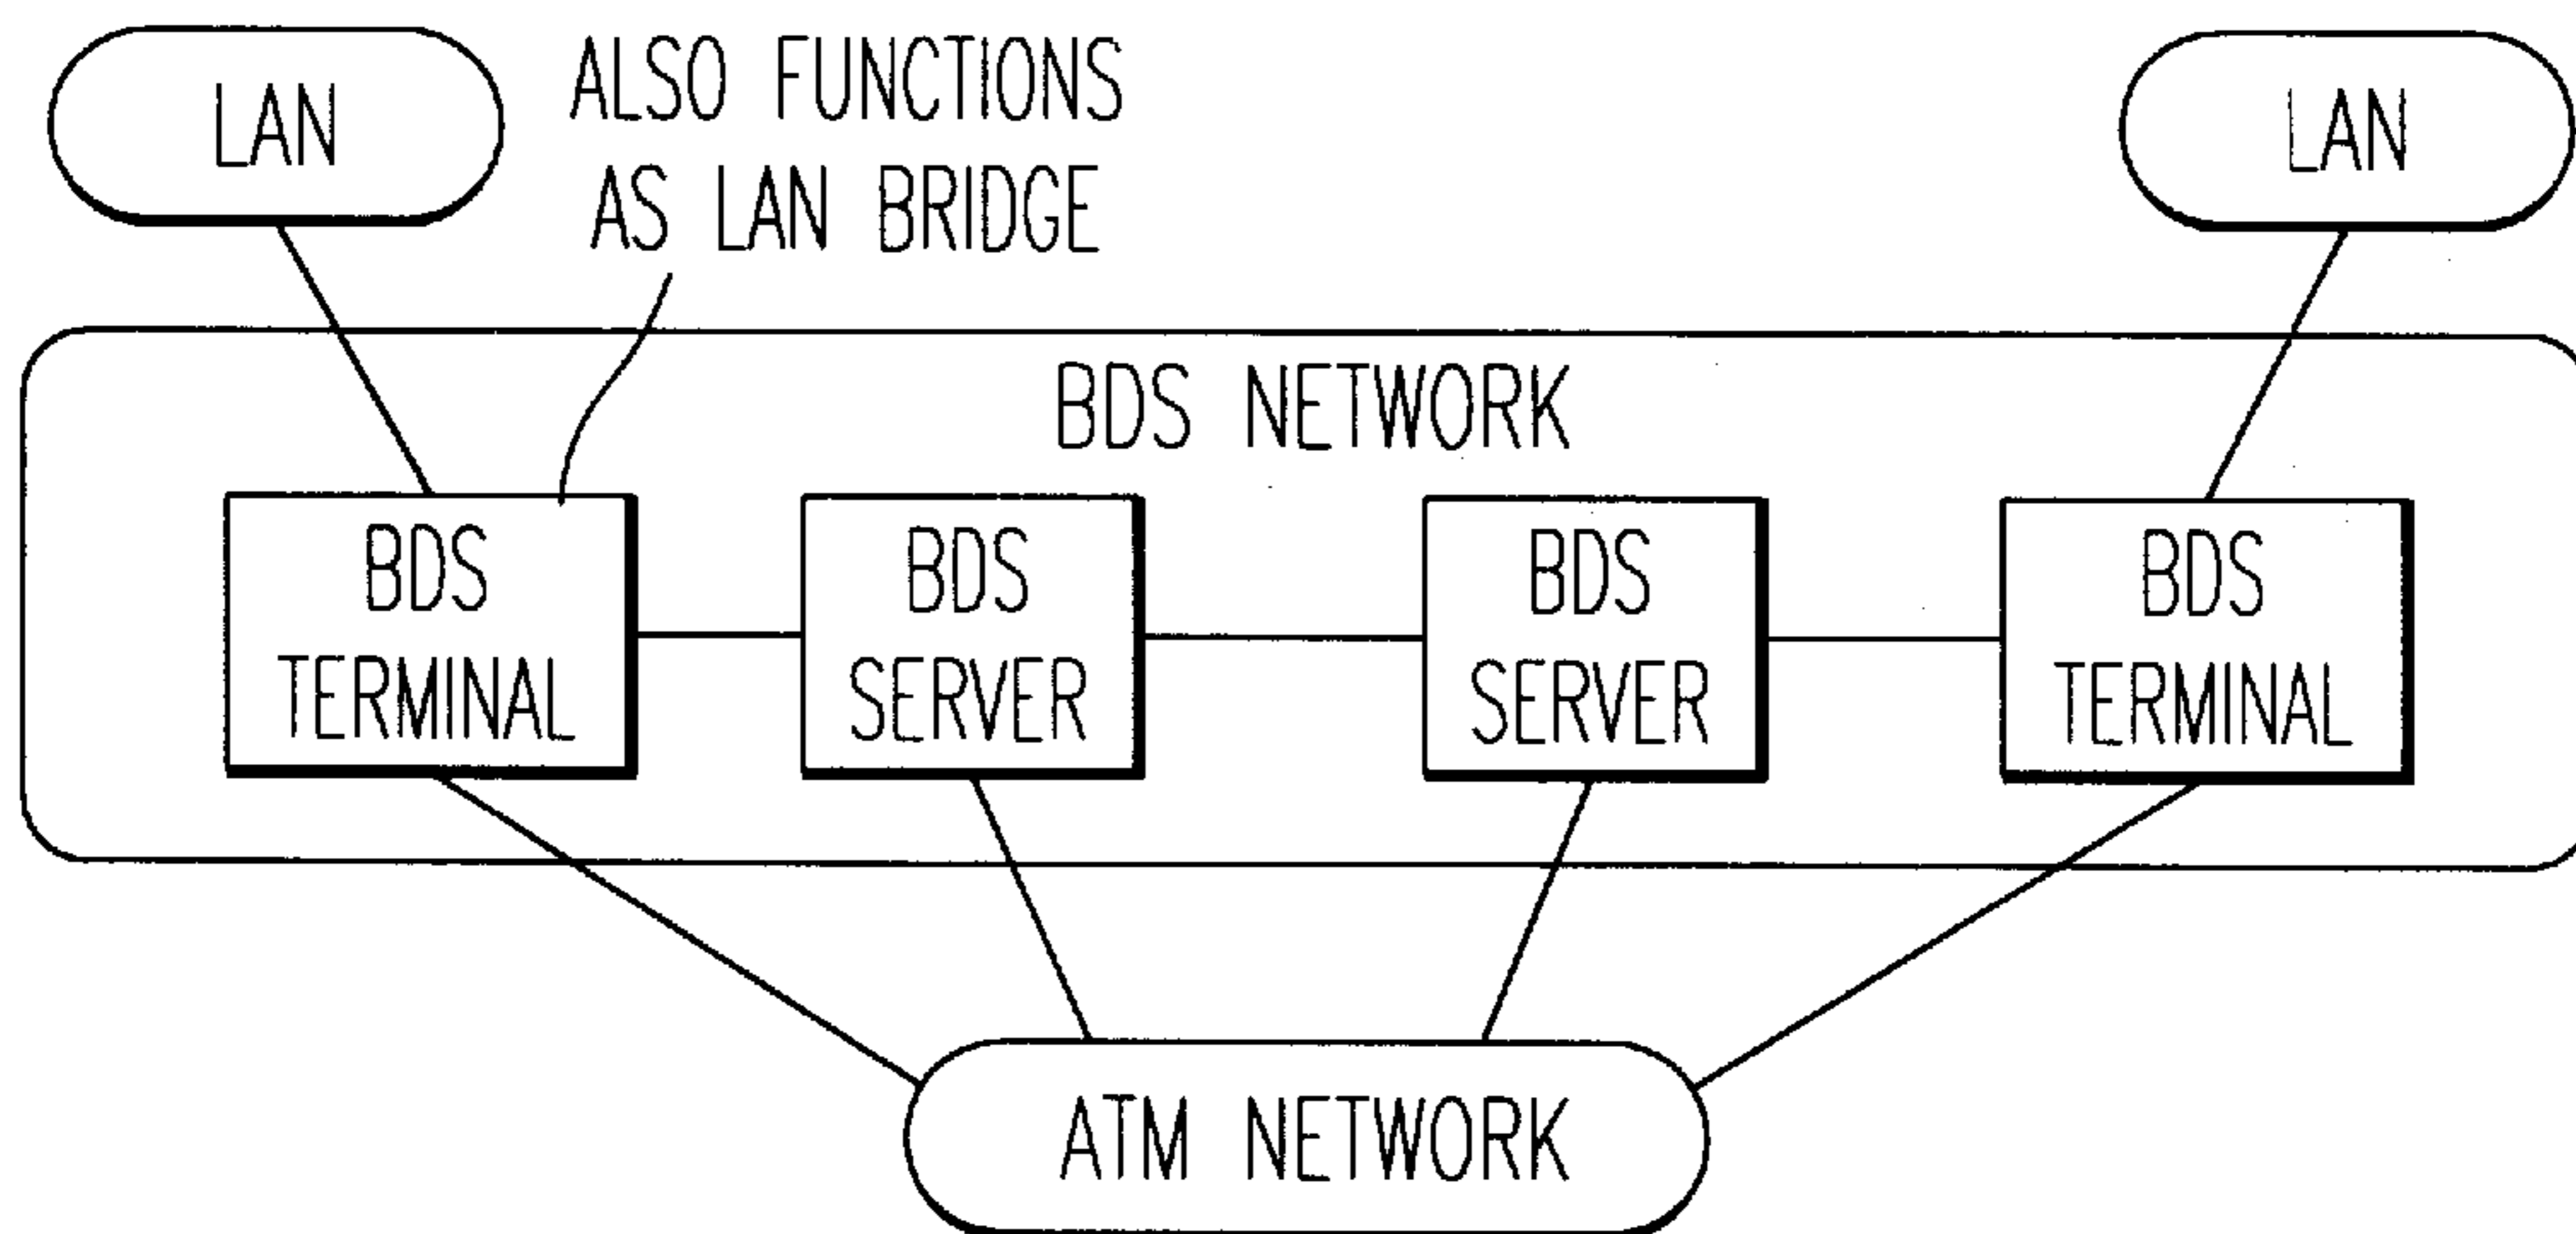 LAN
ALSO FUNCTIONS
AS LAN BRIDGE
LAN
BDS NETWORK
BDS
TERMINAL
BDS
SERVER
BDS
SERVER
BDS
TERMINAL
ATM NETWORK